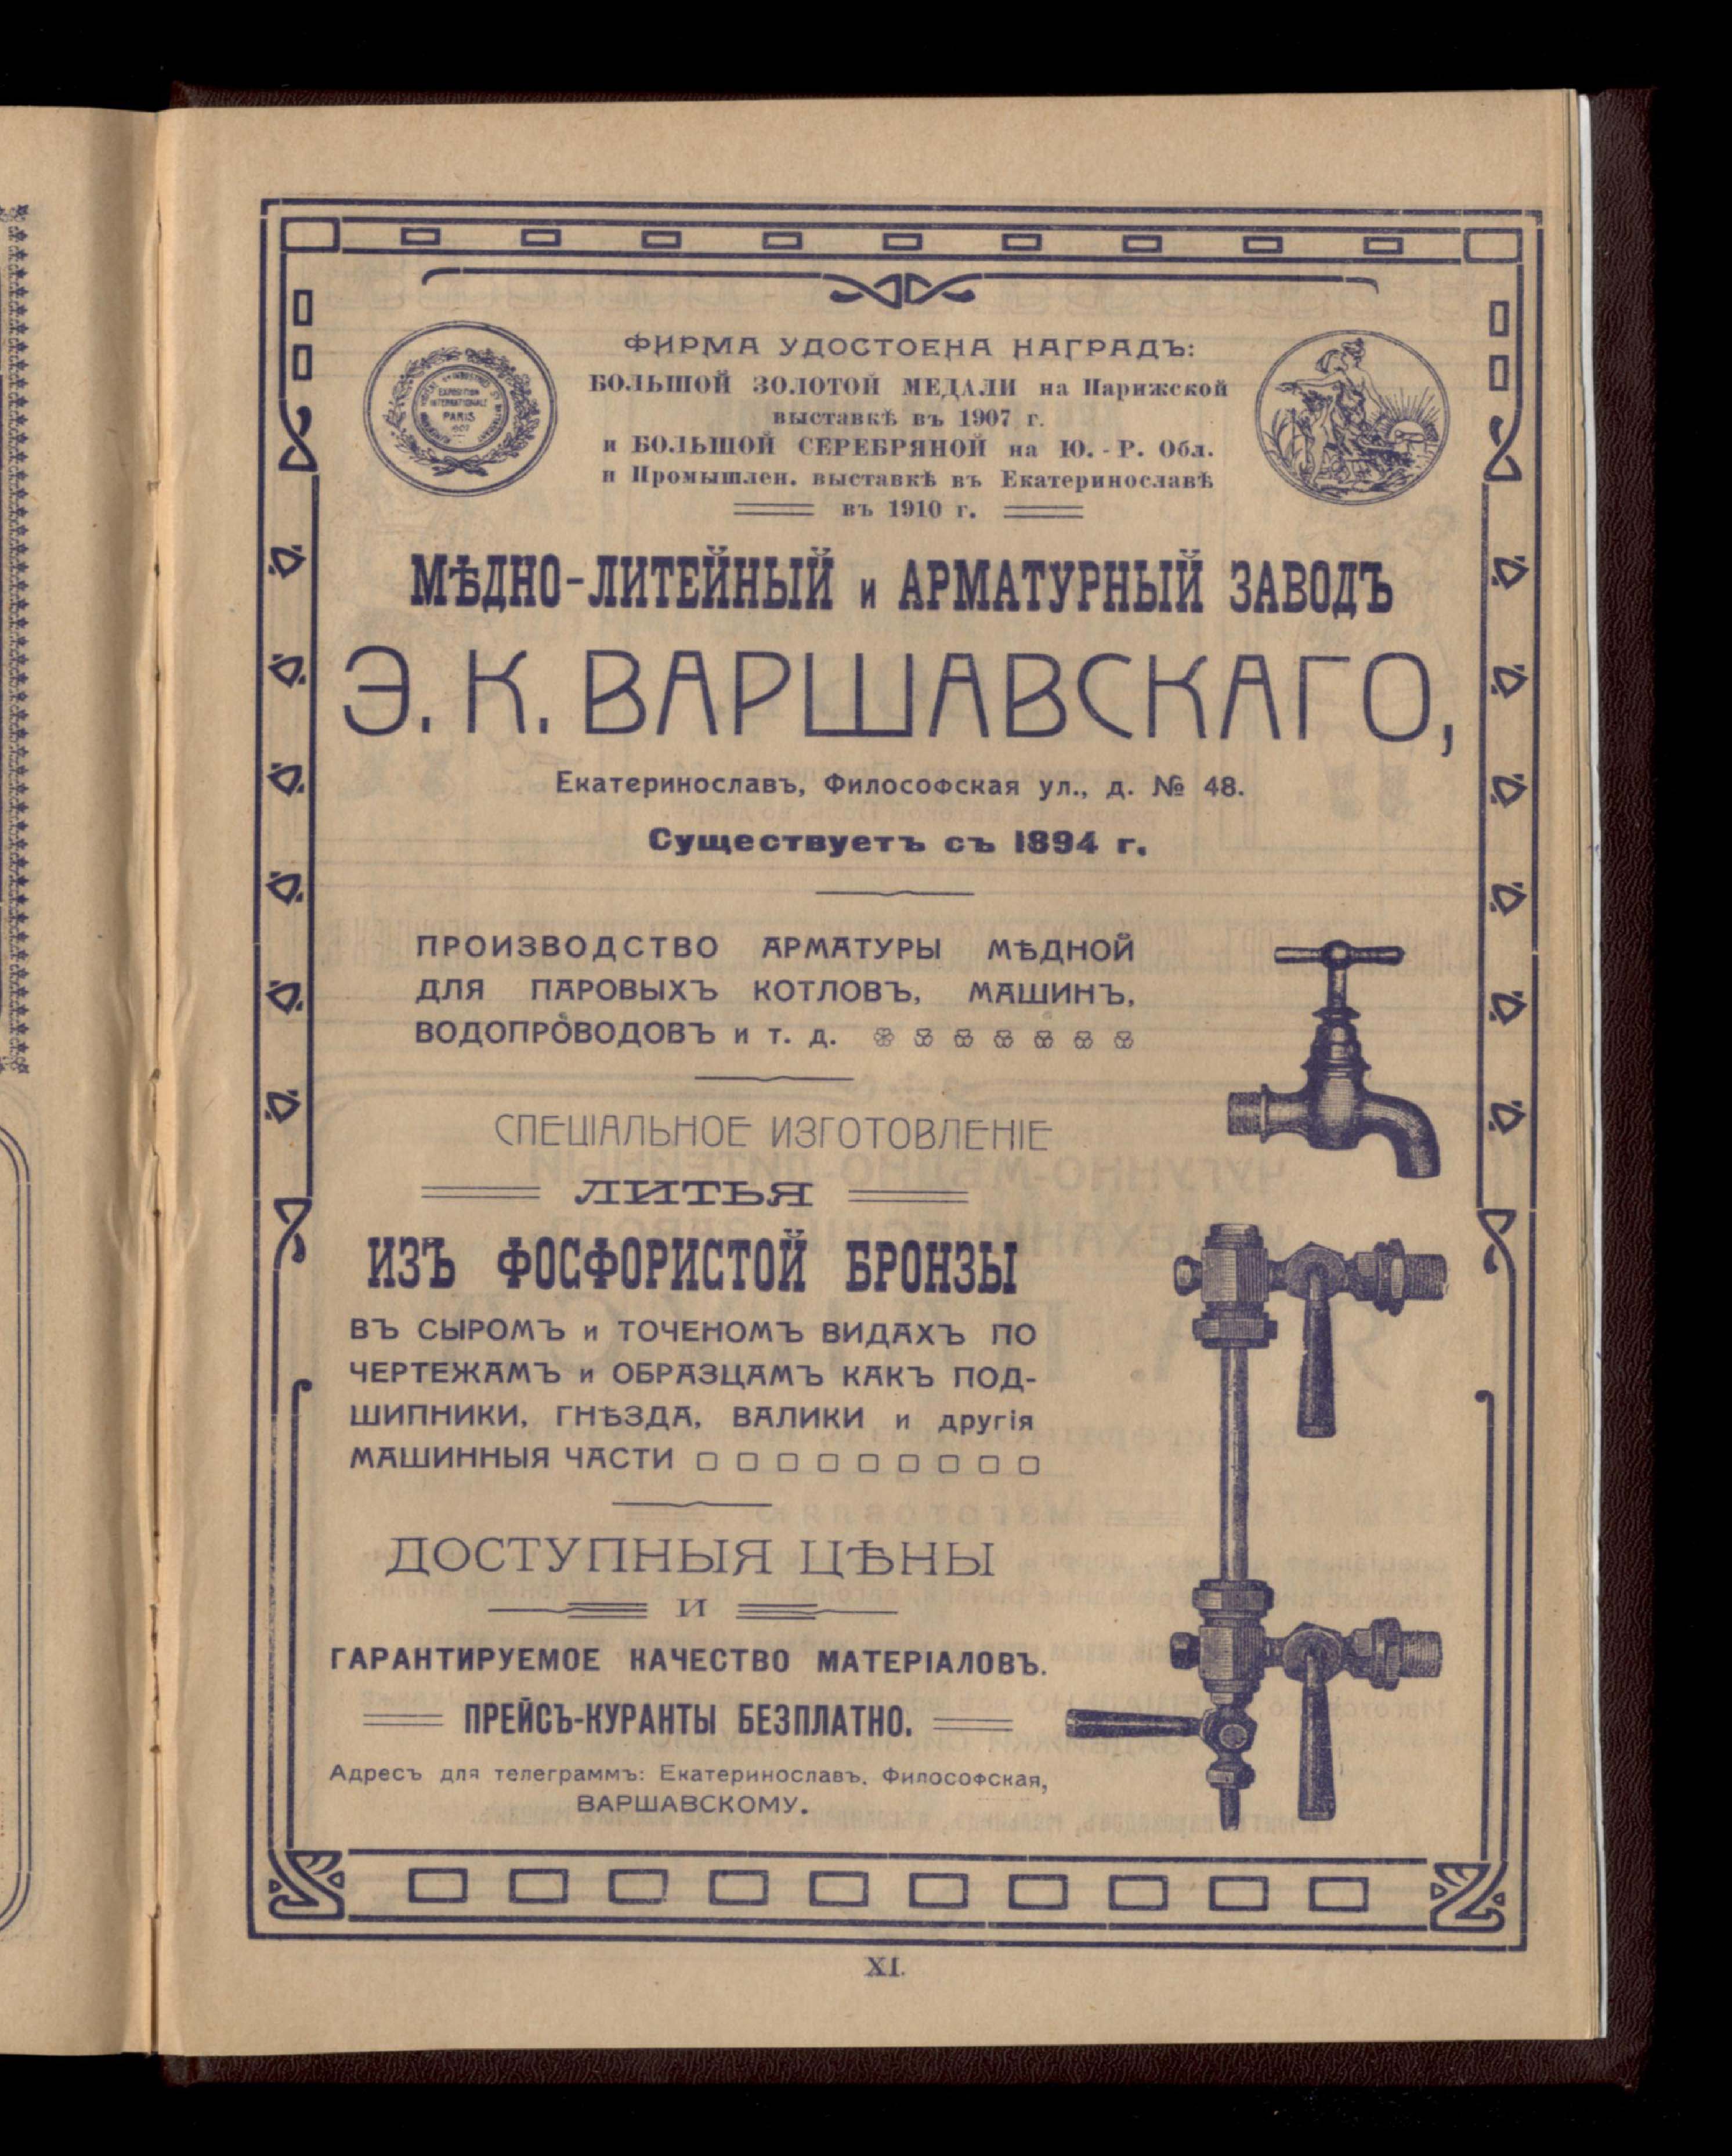 ФИРМА УДОСТОЕНА НАГРАДЪ:
БОЛЬШОЙ ЗОЛОТОЙ МЕДАЛИ на Парижской
выставкѣ въ 1907 г.
и БОЛЬШОЙ СЕРЕБРЯНОЙ на Ю.-Р. Обл.
и Промышлен. выставкѣ въ Екатеринославѣ
въ 1910 г.
EXPOSITION
INTERNATIONALE
PARIS
1907
МѢДНО-ЛИТЕЙНЫЙ и АРМАТУРНЫЙ ЗАВОДЪ
Э. К. ВАРШАВСКАГО,
Екатеринославъ, Философская ул., д. № 48.
Существуетъ съ 1894 г.
ПРОИЗВОДСТВО АРМАТУРЫ МѢДНОЙ
ДЛЯ ПАРОВЫХЪ КОТЛОВЪ, МАШИНЪ,
ВОДОПРОВОДОВЪ и т. д.
СПЕЦІАЛЬНОЕ ИЗГОТОВЛЕНІЕ
ЛИТЬЯ
ИЗЪ ФОСФОРИСТОЙ БРОНЗЫ
ВЪ СЫРОМЪ и ТОЧЕНОМЪ ВИДАХЪ ПО
ЧЕРТЕЖАМЪ и ОБРАЗЦАМЪ КАКЪ ПОД-
ШИПНИКИ, ГНѢЗДА, ВАЛИКИ и другія
МАШИННЫЯ ЧАСТИ
ДОСТУПНЫЯ ЦѢНЫ
И
ГАРАНТИРУЕМОЕ КАЧЕСТВО МАТЕРІАЛОВЪ.
ПРЕЙСЪ-КУРАНТЫ БЕЗПЛАТНО.
Адресъ для телеграммъ: Екатеринославъ, Философская,
ВАРШАВСКОМУ.
XI.